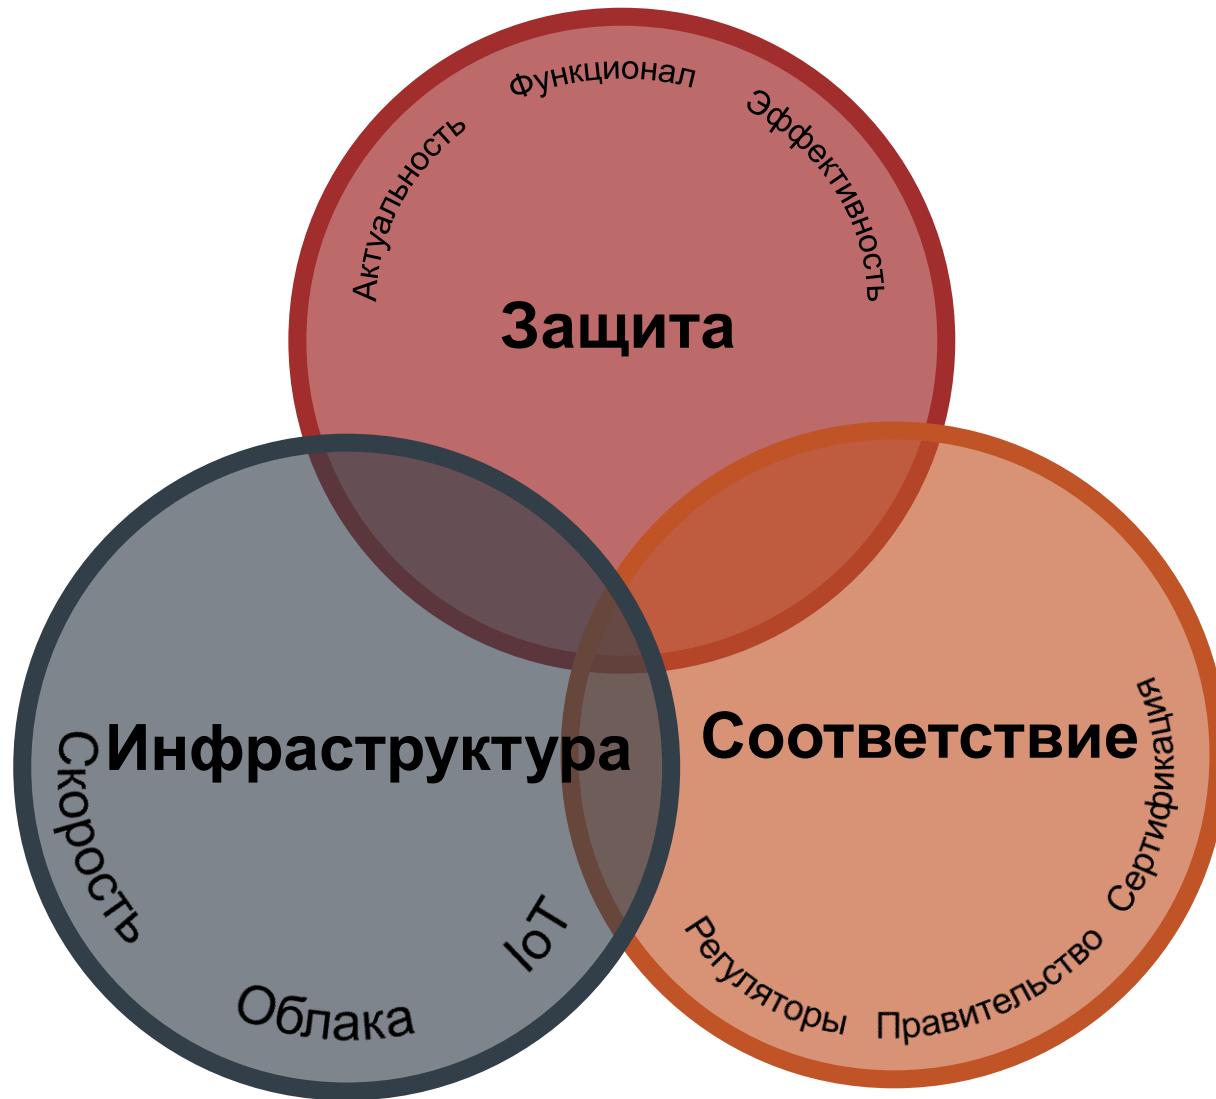 Функционал
Актуальность
Эффективность
Защита
Инфраструктура
Скорость
Облака
IoT
Соответствие
Сертификация
Регуляторы
Правительство